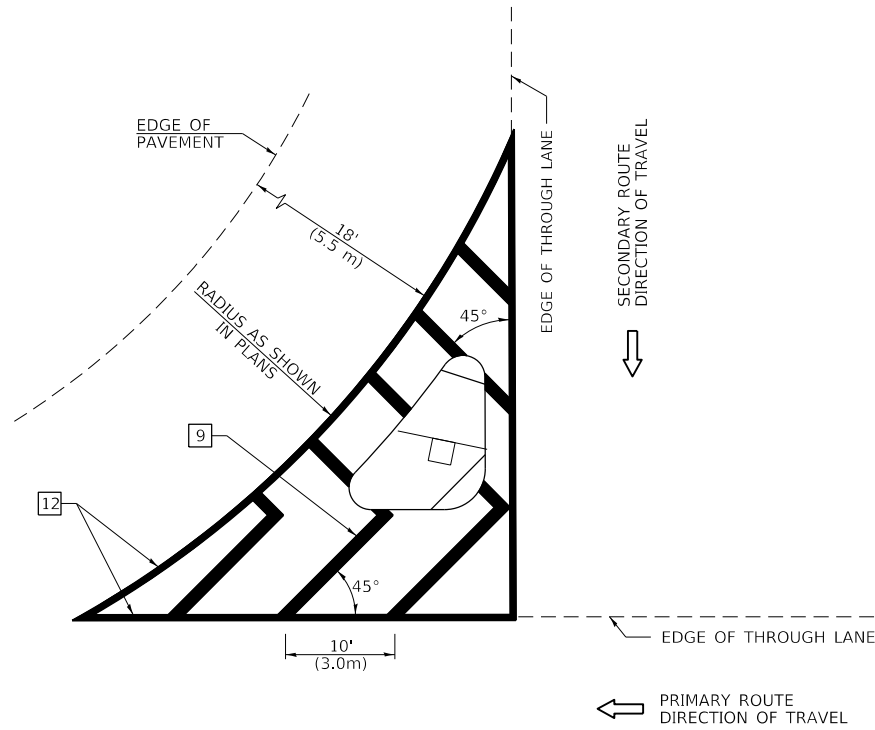 EDGE OF
PAVEMENT
18'
(5.5 m)
RADIUS AS SHOWN
IN PLANS
45°
EDGE OF THROUGH LANE
SECONDARY ROUTE
DIRECTION OF TRAVEL
9
12
45°
10'
(3.0m)
EDGE OF THROUGH LANE
PRIMARY ROUTE
DIRECTION OF TRAVEL